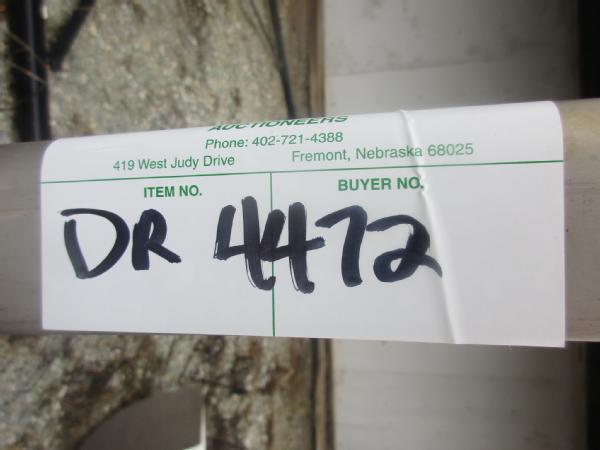 AUCTIONEERS
Phone: 402-721-4388
419 West Judy Drive Fremont, Nebraska 68025
ITEM NO. BUYER NO.
DR 4472